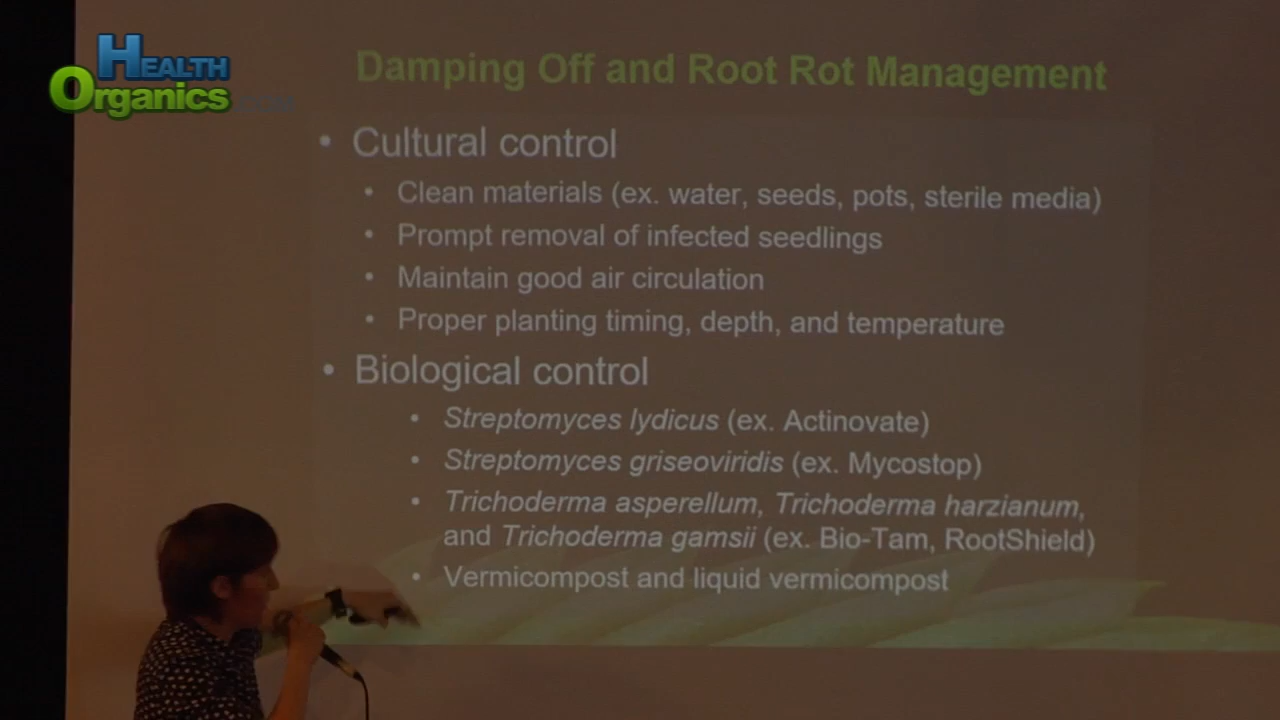 HEALTH
Organics.COM
Damping Off and Root Rot Management
• Cultural control
• Clean materials (ex. water, seeds, pots, sterile media)
• Prompt removal of infected seedlings
• Maintain good air circulation
• Proper planting timing, depth, and temperature
• Biological control
• Streptomyces lydicus (ex. Actinovate)
• Streptomyces griseoviridis (ex. Mycostop)
• Trichoderma asperellum, Trichoderma harzianum,
and Trichoderma gamsii (ex. Bio-Tam, RootShield)
• Vermicompost and liquid vermicompost